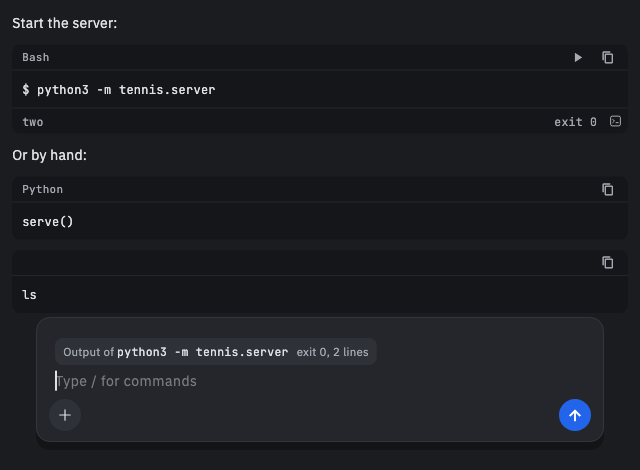 Start the server:
Bash
$ python3 -m tennis.server
two exit 0
Or by hand:
Python
serve()
ls
Output of python3 -m tennis.server exit 0, 2 lines
Type / for commands